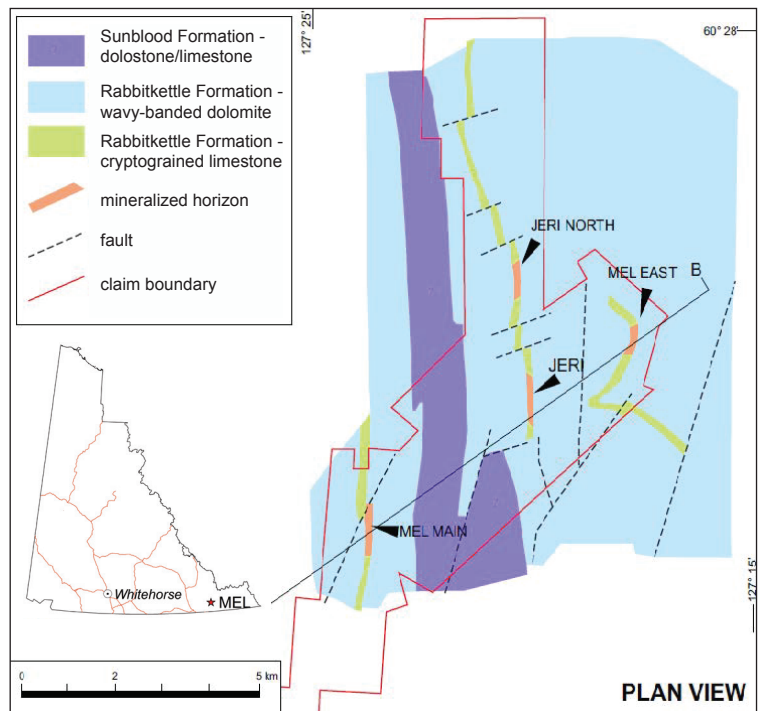 127° 25'
60° 28'
Sunblood Formation -
dolostone/limestone
Rabbitkettle Formation -
wavy-banded dolomite
Rabbitkettle Formation -
cryptograined limestone
mineralized horizon
fault
claim boundary
JERI NORTH
MEL EAST
B
JERI
MEL MAIN
Whitehorse
MEL
127° 15'
0
2
5 km
PLAN VIEW